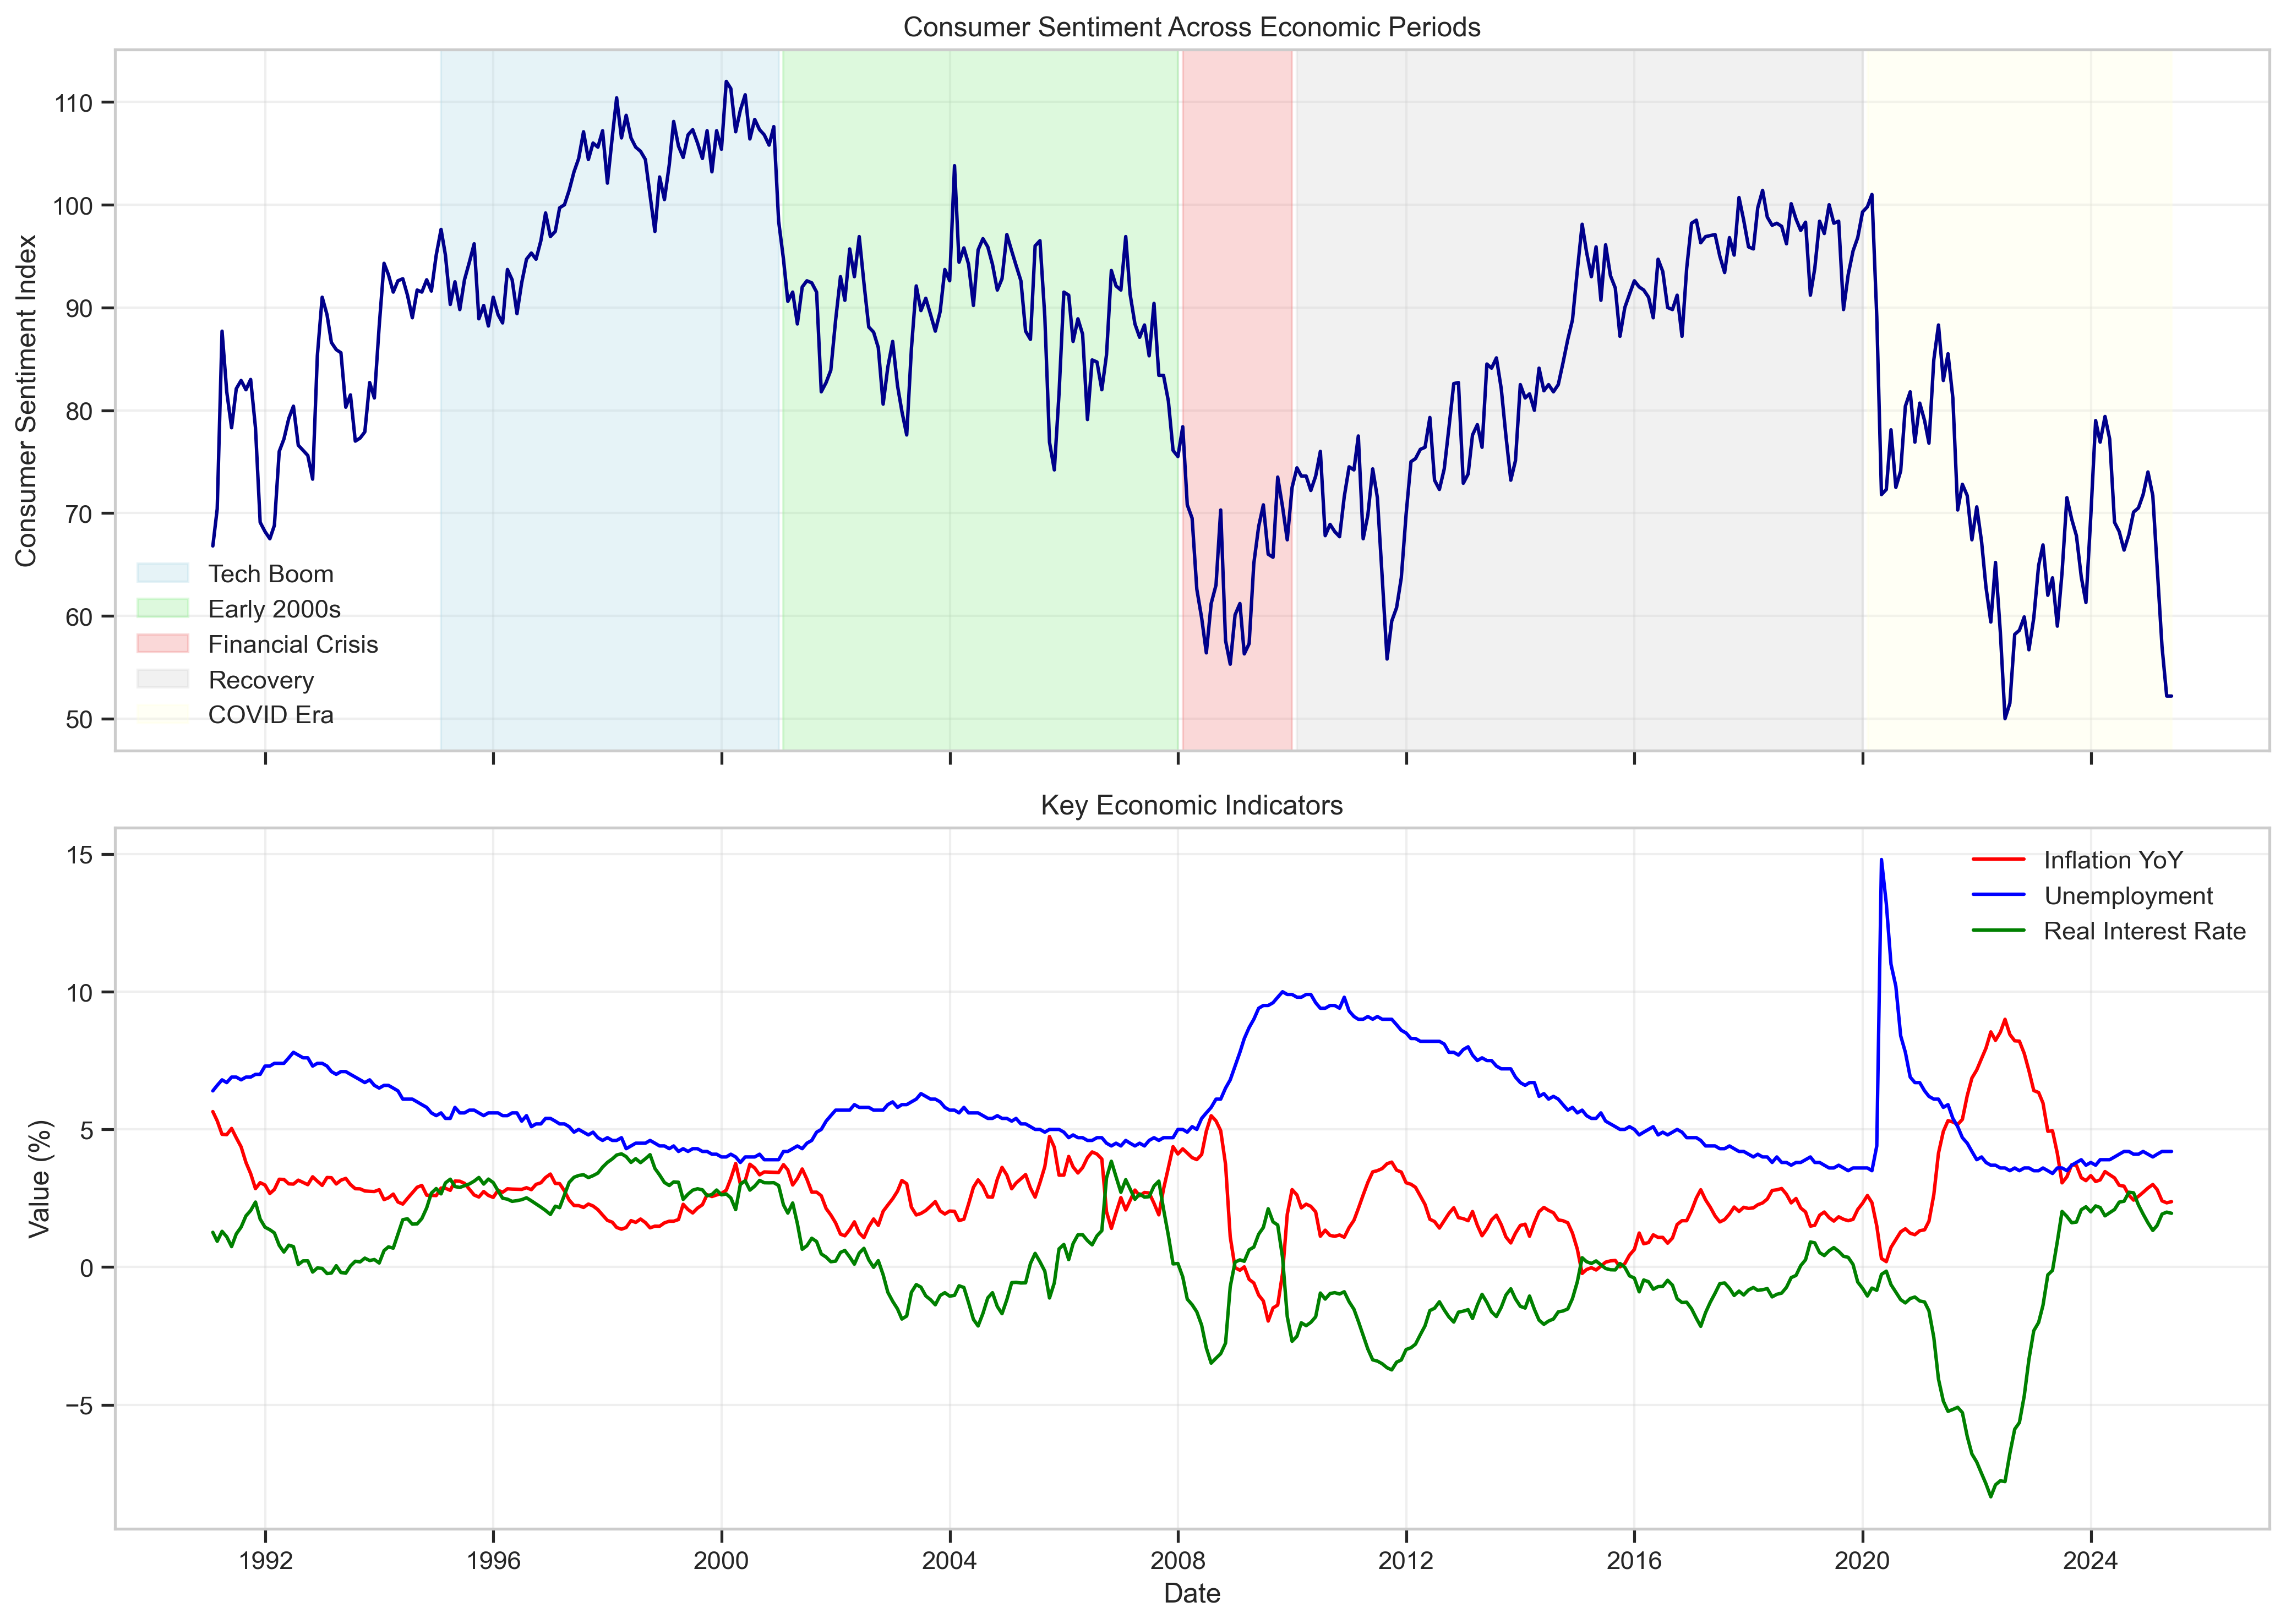 Consumer Sentiment Across Economic Periods
Consumer Sentiment Index
110
100
90
80
70
60
50
Tech Boom
Early 2000s
Financial Crisis
Recovery
COVID Era
Key Economic Indicators
Value (%)
15
10
5
0
−5
Inflation YoY
Unemployment
Real Interest Rate
1992 1996 2000 2004 2008 2012 2016 2020 2024
Date